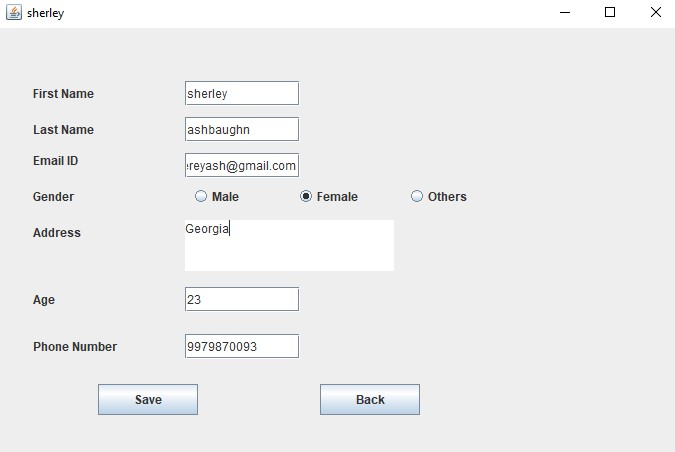 sherley
First Name sherley
Last Name ashbaughn
Email ID reyash@gmail.com
Gender Male Female Others
Address Georgia
Age 23
Phone Number 9979870093
Save Back